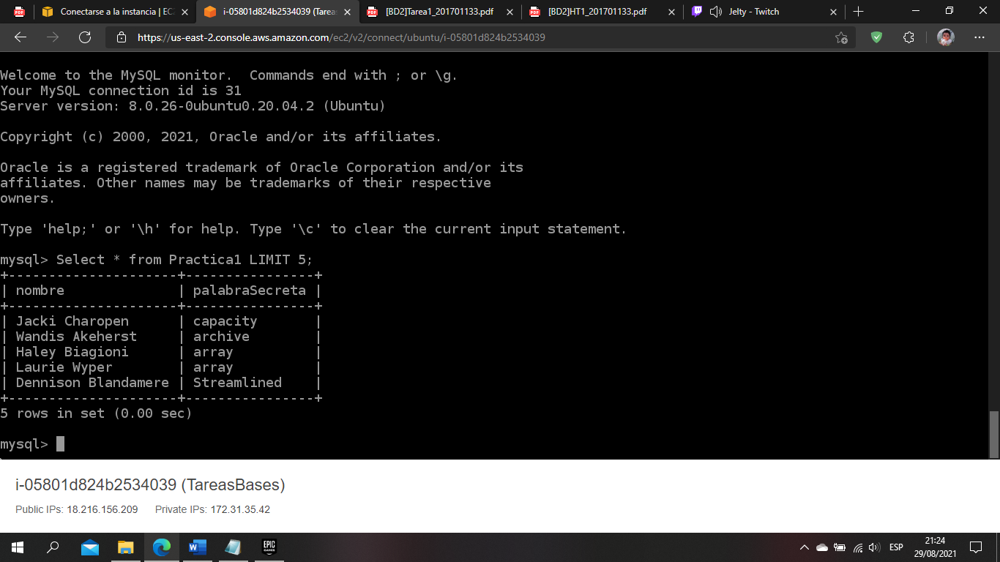 Conectarse a la instancia | EC
i-05801d824b2534039 (Tarea
[BD2]Tarea1_201701133.pdf
[BD2]HT1_201701133.pdf
Jelty - Twitch
https://us-east-2.console.aws.amazon.com/ec2/v2/connect/ubuntu/i-05801d824b2534039
Welcome to the MySQL monitor.  Commands end with ; or \g.
Your MySQL connection id is 31
Server version: 8.0.26-0ubuntu0.20.04.2 (Ubuntu)
Copyright (c) 2000, 2021, Oracle and/or its affiliates.
Oracle is a registered trademark of Oracle Corporation and/or its
affiliates. Other names may be trademarks of their respective
owners.
Type 'help;' or '\h' for help. Type '\c' to clear the current input statement.
mysql> Select * from Practica1 LIMIT 5;
+---------------------+----------------+
| nombre              | palabraSecreta |
+---------------------+----------------+
| Jacki Charopen      | capacity       |
| Wandis Akeherst     | archive        |
| Haley Biagioni      | array          |
| Laurie Wyper        | array          |
| Dennison Blandamere | Streamlined    |
+---------------------+----------------+
5 rows in set (0.00 sec)
mysql>
i-05801d824b2534039 (TareasBases)
Public IPs: 18.216.156.209 Private IPs: 172.31.35.42
EPIC
GAMES
ESP
21:24
29/08/2021